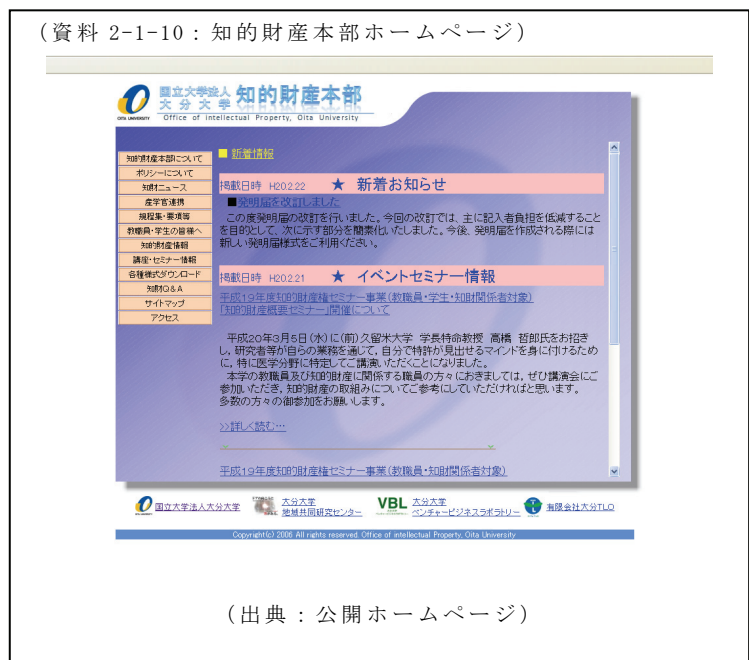 (資料 2-1-10：知的財産本部ホームページ)
国立大学法人
大分大学
知的財産本部
OITA UNIVERSITY
Office of Intellectual Property, Oita University
知的財産本部について
ポリシーについて
知財ニュース
産学官連携
規程集・要項等
教職員・学生の皆様へ
知的財産情報
講座・セミナー情報
各種様式ダウンロード
知財Q&A
サイトマップ
アクセス
■ 新着情報
掲載日時 H20.2.22 ★ 新着お知らせ
■発明届を改訂しました
この度発明届の改訂を行いました。今回の改訂では、主に記入者負担を低減すること
を目的として、次に示す部分を簡素化いたしました。今後、発明届を作成される際には
新しい発明届様式をご利用ください。
掲載日時 H20.2.21 ★ イベントセミナー情報
平成19年度知的財産権セミナー事業(教職員・学生・知財関係者対象)
「知的財産概要セミナー」開催について
平成20年3月5日(水)に(前)久留米大学 学長特命教授 高橋 哲郎氏をお招き
し，研究者等が自らの業務を通じて，自分で特許が見出せるマインドを身に付けるため
に，特に医学分野に特定してご講演いただくことになりました。
本学の教職員及び知的財産に関係する職員の方々におきましては，ぜひ講演会にご
参加いただき，知的財産の取組みについてご参考にしていただければと思います。
多数の方々の御参加をお願いします。
>>詳しく読む…
平成19年度知的財産権セミナー事業(教職員・知財関係者対象)
国立大学法人大分大学
大分大学
地域共同研究センター
VBL
大分大学
ベンチャービジネスラボラトリー
有限会社大分TLO
Copyright(c) 2006 All rights reserved. Office of intellectual Property, Oita University
(出典：公開ホームページ)